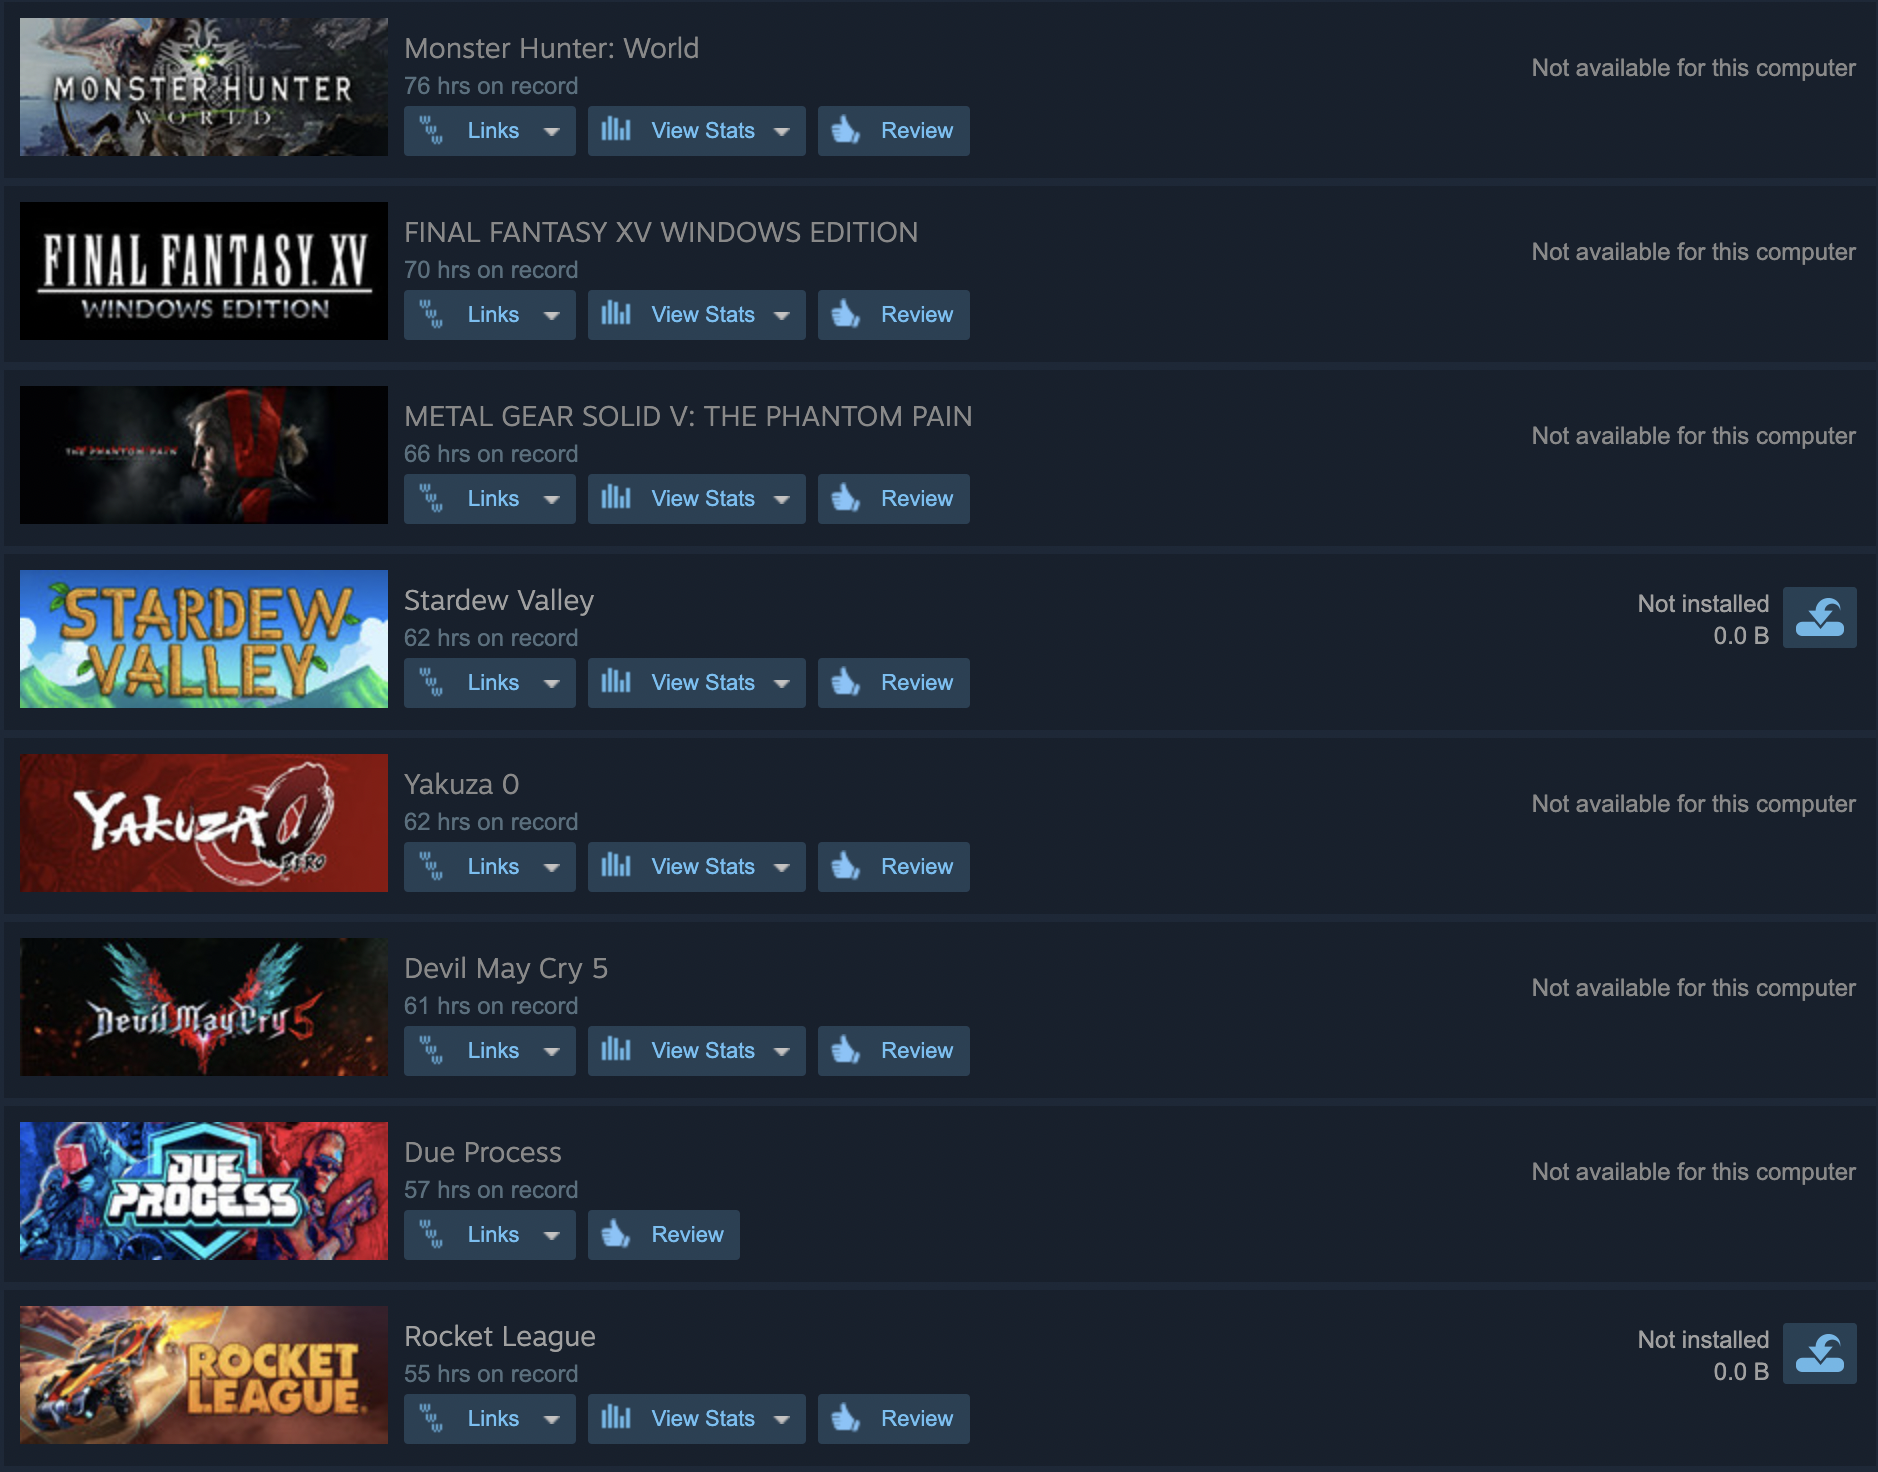 MONSTER HUNTER
WORLD
Monster Hunter: World
76 hrs on record
Links
View Stats
Review
Not available for this computer
FINAL FANTASY XV
WINDOWS EDITION
FINAL FANTASY XV WINDOWS EDITION
70 hrs on record
Links
View Stats
Review
Not available for this computer
THE PHANTOM PAIN
V
METAL GEAR SOLID V: THE PHANTOM PAIN
66 hrs on record
Links
View Stats
Review
Not available for this computer
STARDEW
VALLEY
Stardew Valley
62 hrs on record
Links
View Stats
Review
Not installed
0.0 B
YAKUZA 0
ZERO
Yakuza 0
62 hrs on record
Links
View Stats
Review
Not available for this computer
Devil May Cry 5
Devil May Cry 5
61 hrs on record
Links
View Stats
Review
Not available for this computer
DUE
PROCESS
Due Process
57 hrs on record
Links
Review
Not available for this computer
ROCKET
LEAGUE
Rocket League
55 hrs on record
Links
View Stats
Review
Not installed
0.0 B